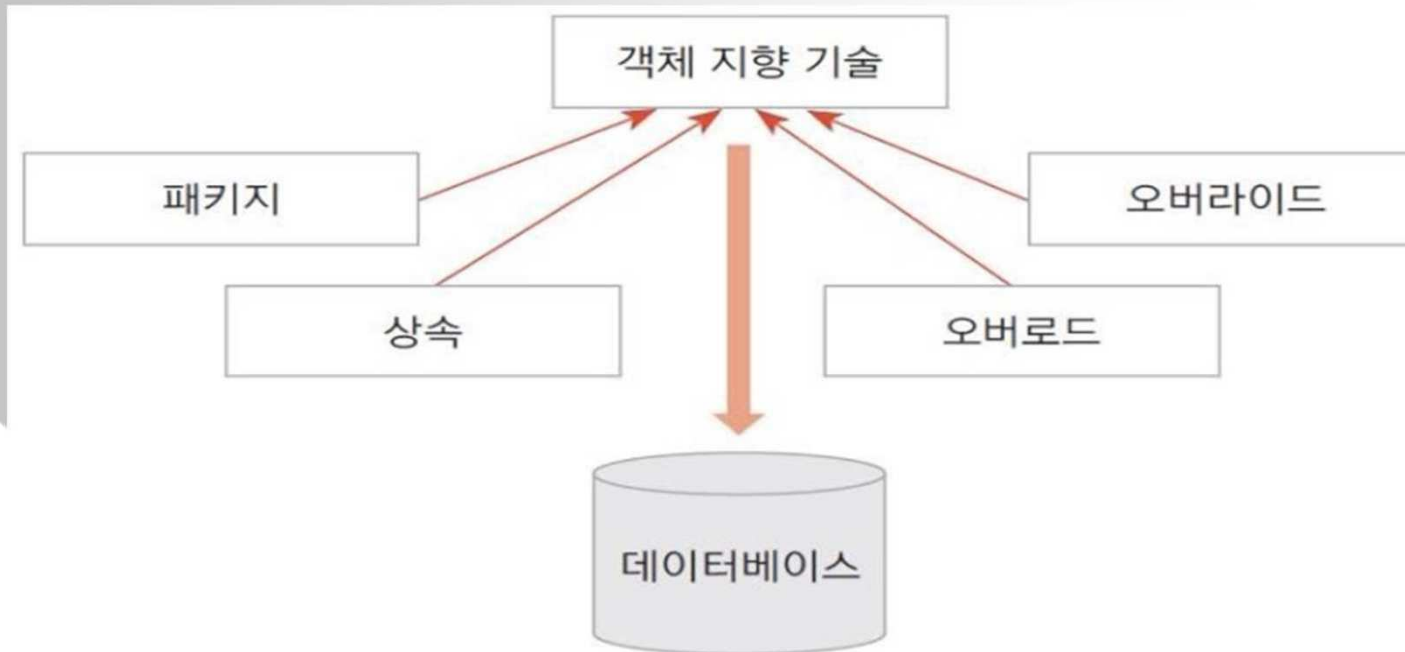 객체 지향 기술
패키지
오버라이드
상속
오버로드
데이터베이스